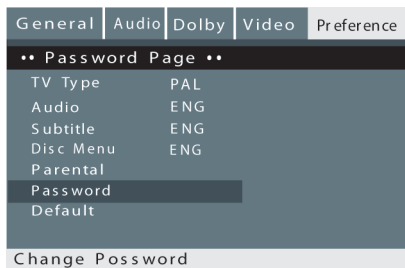 General Audio Dolby Video Preference
•• Password Page ••
TV Type PAL
Audio ENG
Subtitle ENG
Disc Menu ENG
Parental
Password
Default
Change Possword